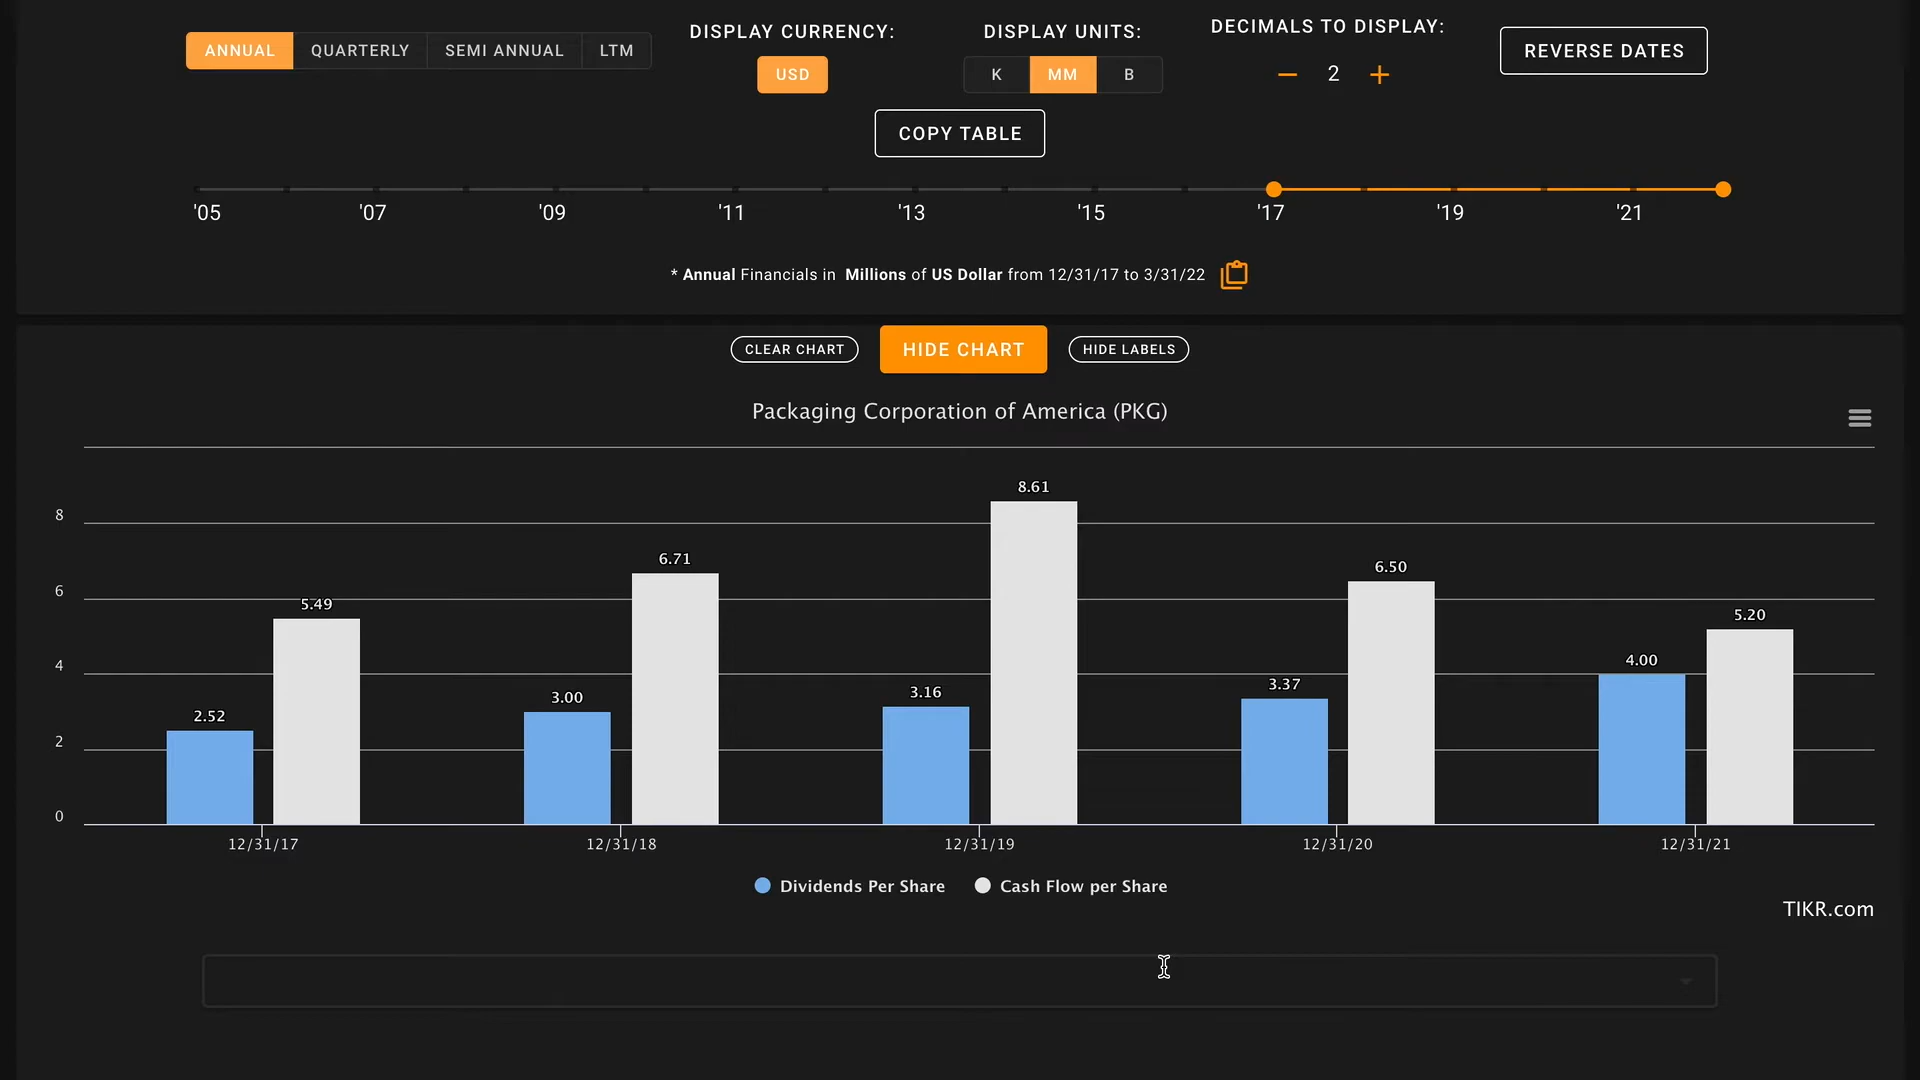 ANNUAL QUARTERLY SEMI ANNUAL LTM
DISPLAY CURRENCY:
USD
DISPLAY UNITS:
K MM B
DECIMALS TO DISPLAY:
− 2 +
REVERSE DATES
COPY TABLE
'05 '07 '09 '11 '13 '15 '17 '19 '21
* Annual Financials in Millions of US Dollar from 12/31/17 to 3/31/22
CLEAR CHART HIDE CHART HIDE LABELS
Packaging Corporation of America (PKG)
8
6
4
2
0
2.52 5.49
3.00 6.71
3.16 8.61
3.37 6.50
4.00 5.20
12/31/17 12/31/18 12/31/19 12/31/20 12/31/21
Dividends Per Share Cash Flow per Share
TIKR.com